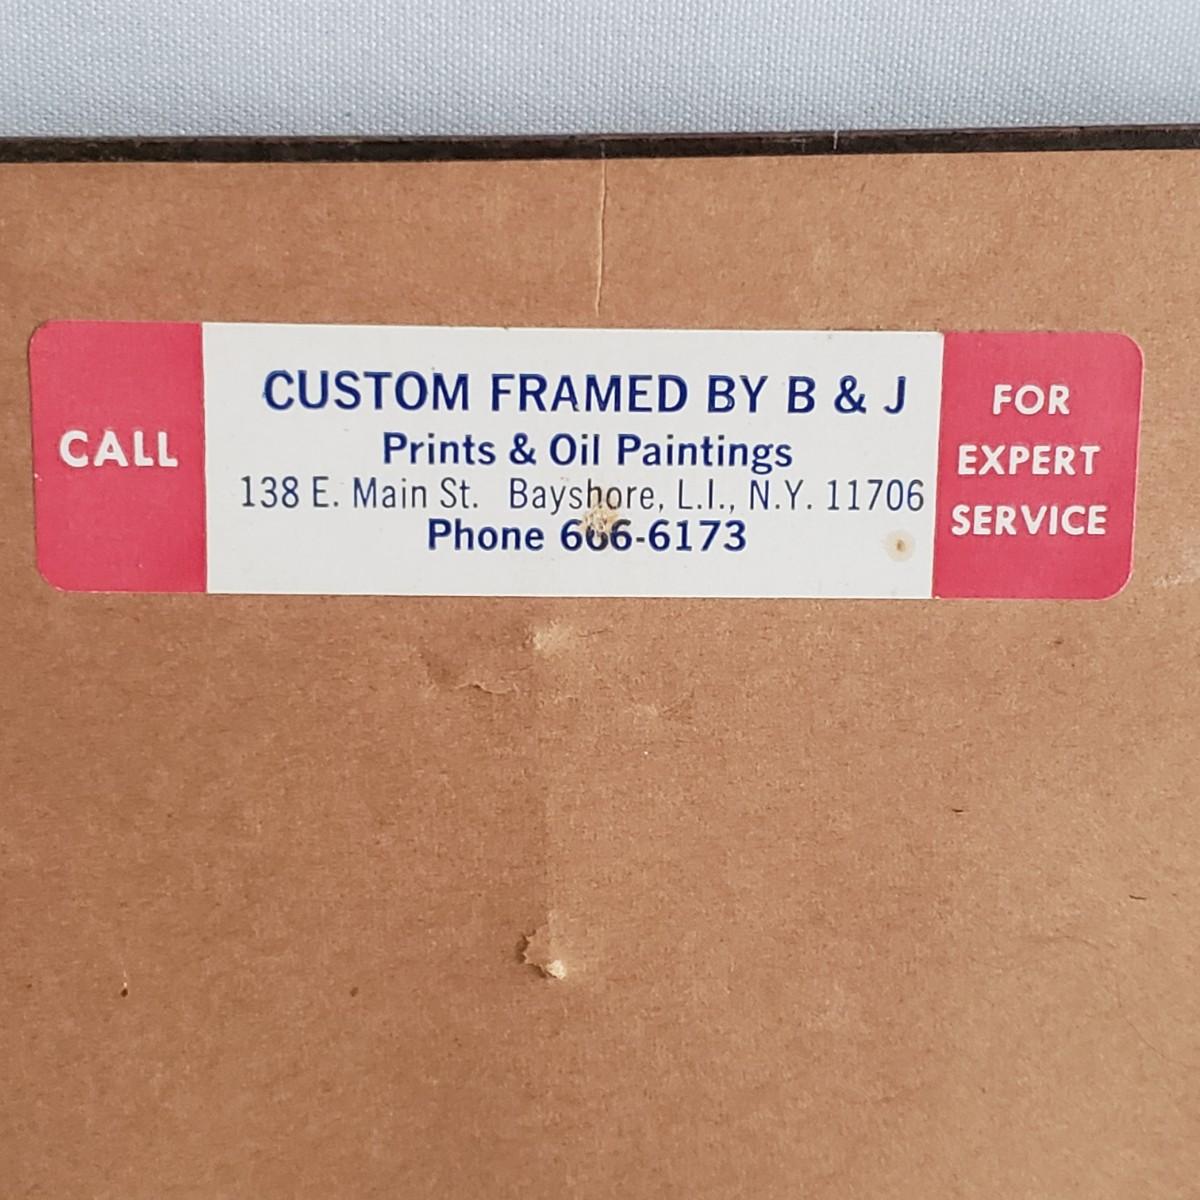 CALL
CUSTOM FRAMED BY B & J
Prints & Oil Paintings
138 E. Main St. Bayshore, L.I., N.Y. 11706
Phone 666-6173
FOR
EXPERT
SERVICE